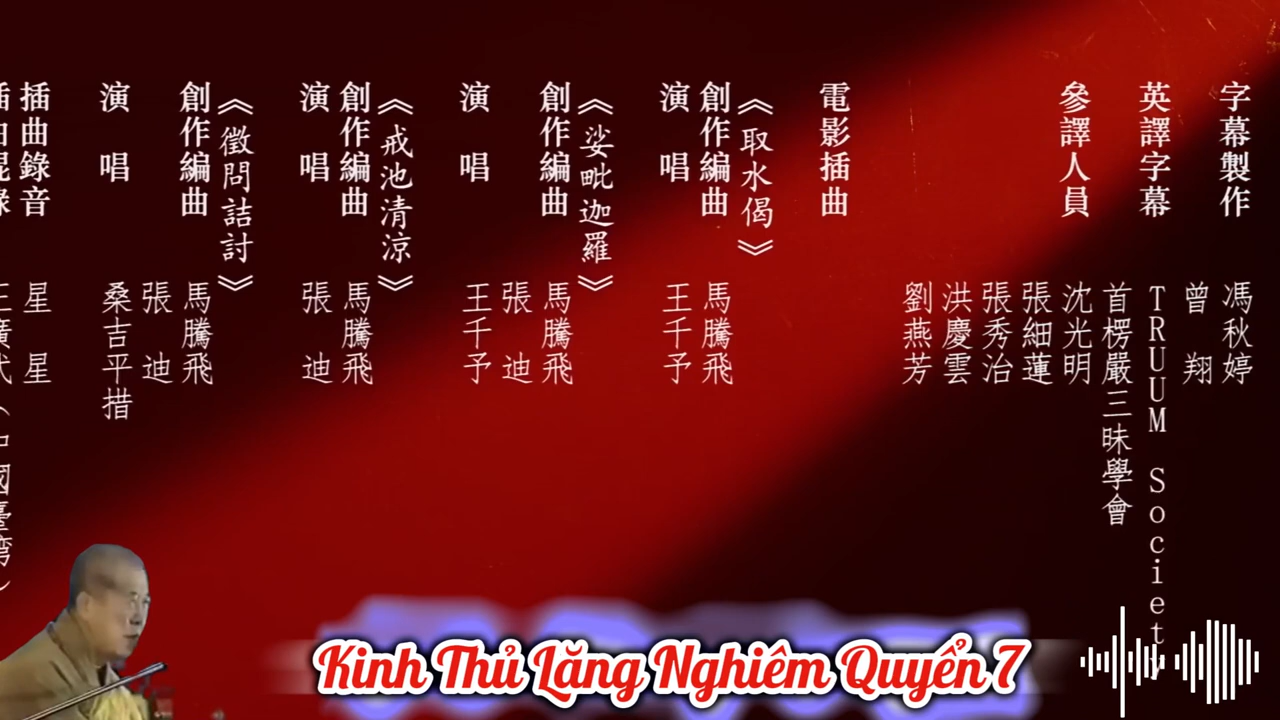 字幕製作
馮秋婷
曾翔
英譯字幕
TRUUM Society
首楞嚴三昧學會
參譯人員
沈光明
張細蓮
張秀治
洪慶雲
劉燕芳
電影插曲
《取水偈》
創作編曲
馬騰飛
演唱
王千予
《娑毗迦羅》
創作編曲
馬騰飛
張迪
演唱
王千予
《戒池清涼》
創作編曲
馬騰飛
演唱
張迪
《徵問詰討》
創作編曲
馬騰飛
張迪
演唱
桑吉平措
插曲錄音
星星
Kinh Thủ Lăng Nghiêm Quyển 7